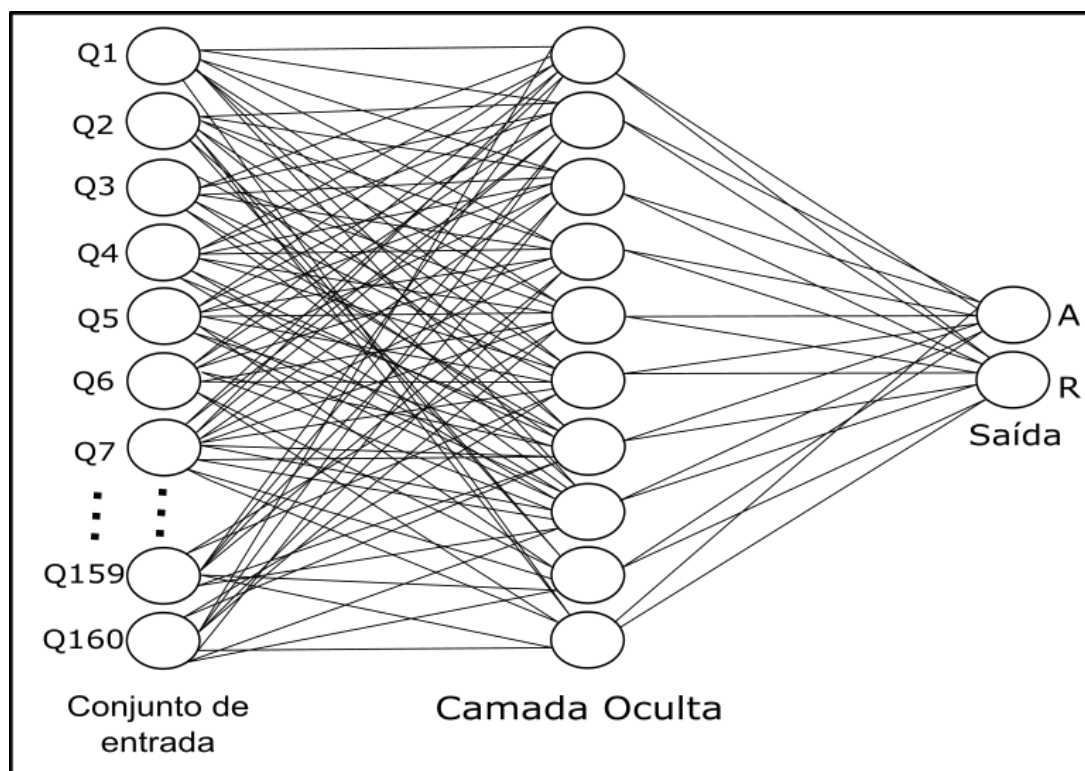 Q1
Q2
Q3
Q4
Q5
Q6
Q7
Q159
Q160
Conjunto de
entrada
Camada Oculta
A
R
Saída